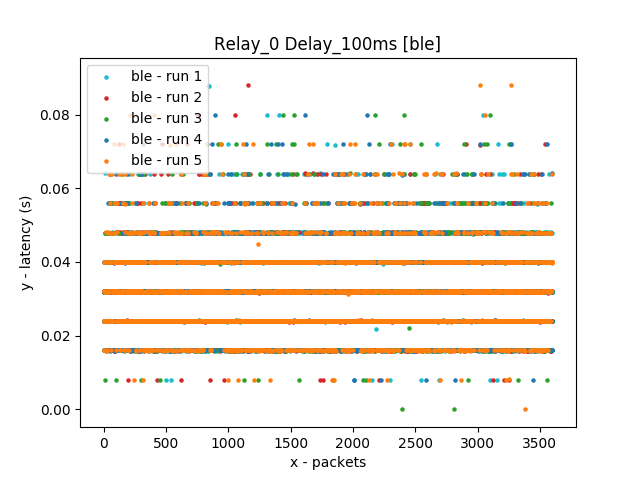 Relay_0 Delay_100ms [ble]
ble - run 1
ble - run 2
ble - run 3
ble - run 4
ble - run 5
y - latency (s)
0.08
0.06
0.04
0.02
0.00
0 500 1000 1500 2000 2500 3000 3500
x - packets